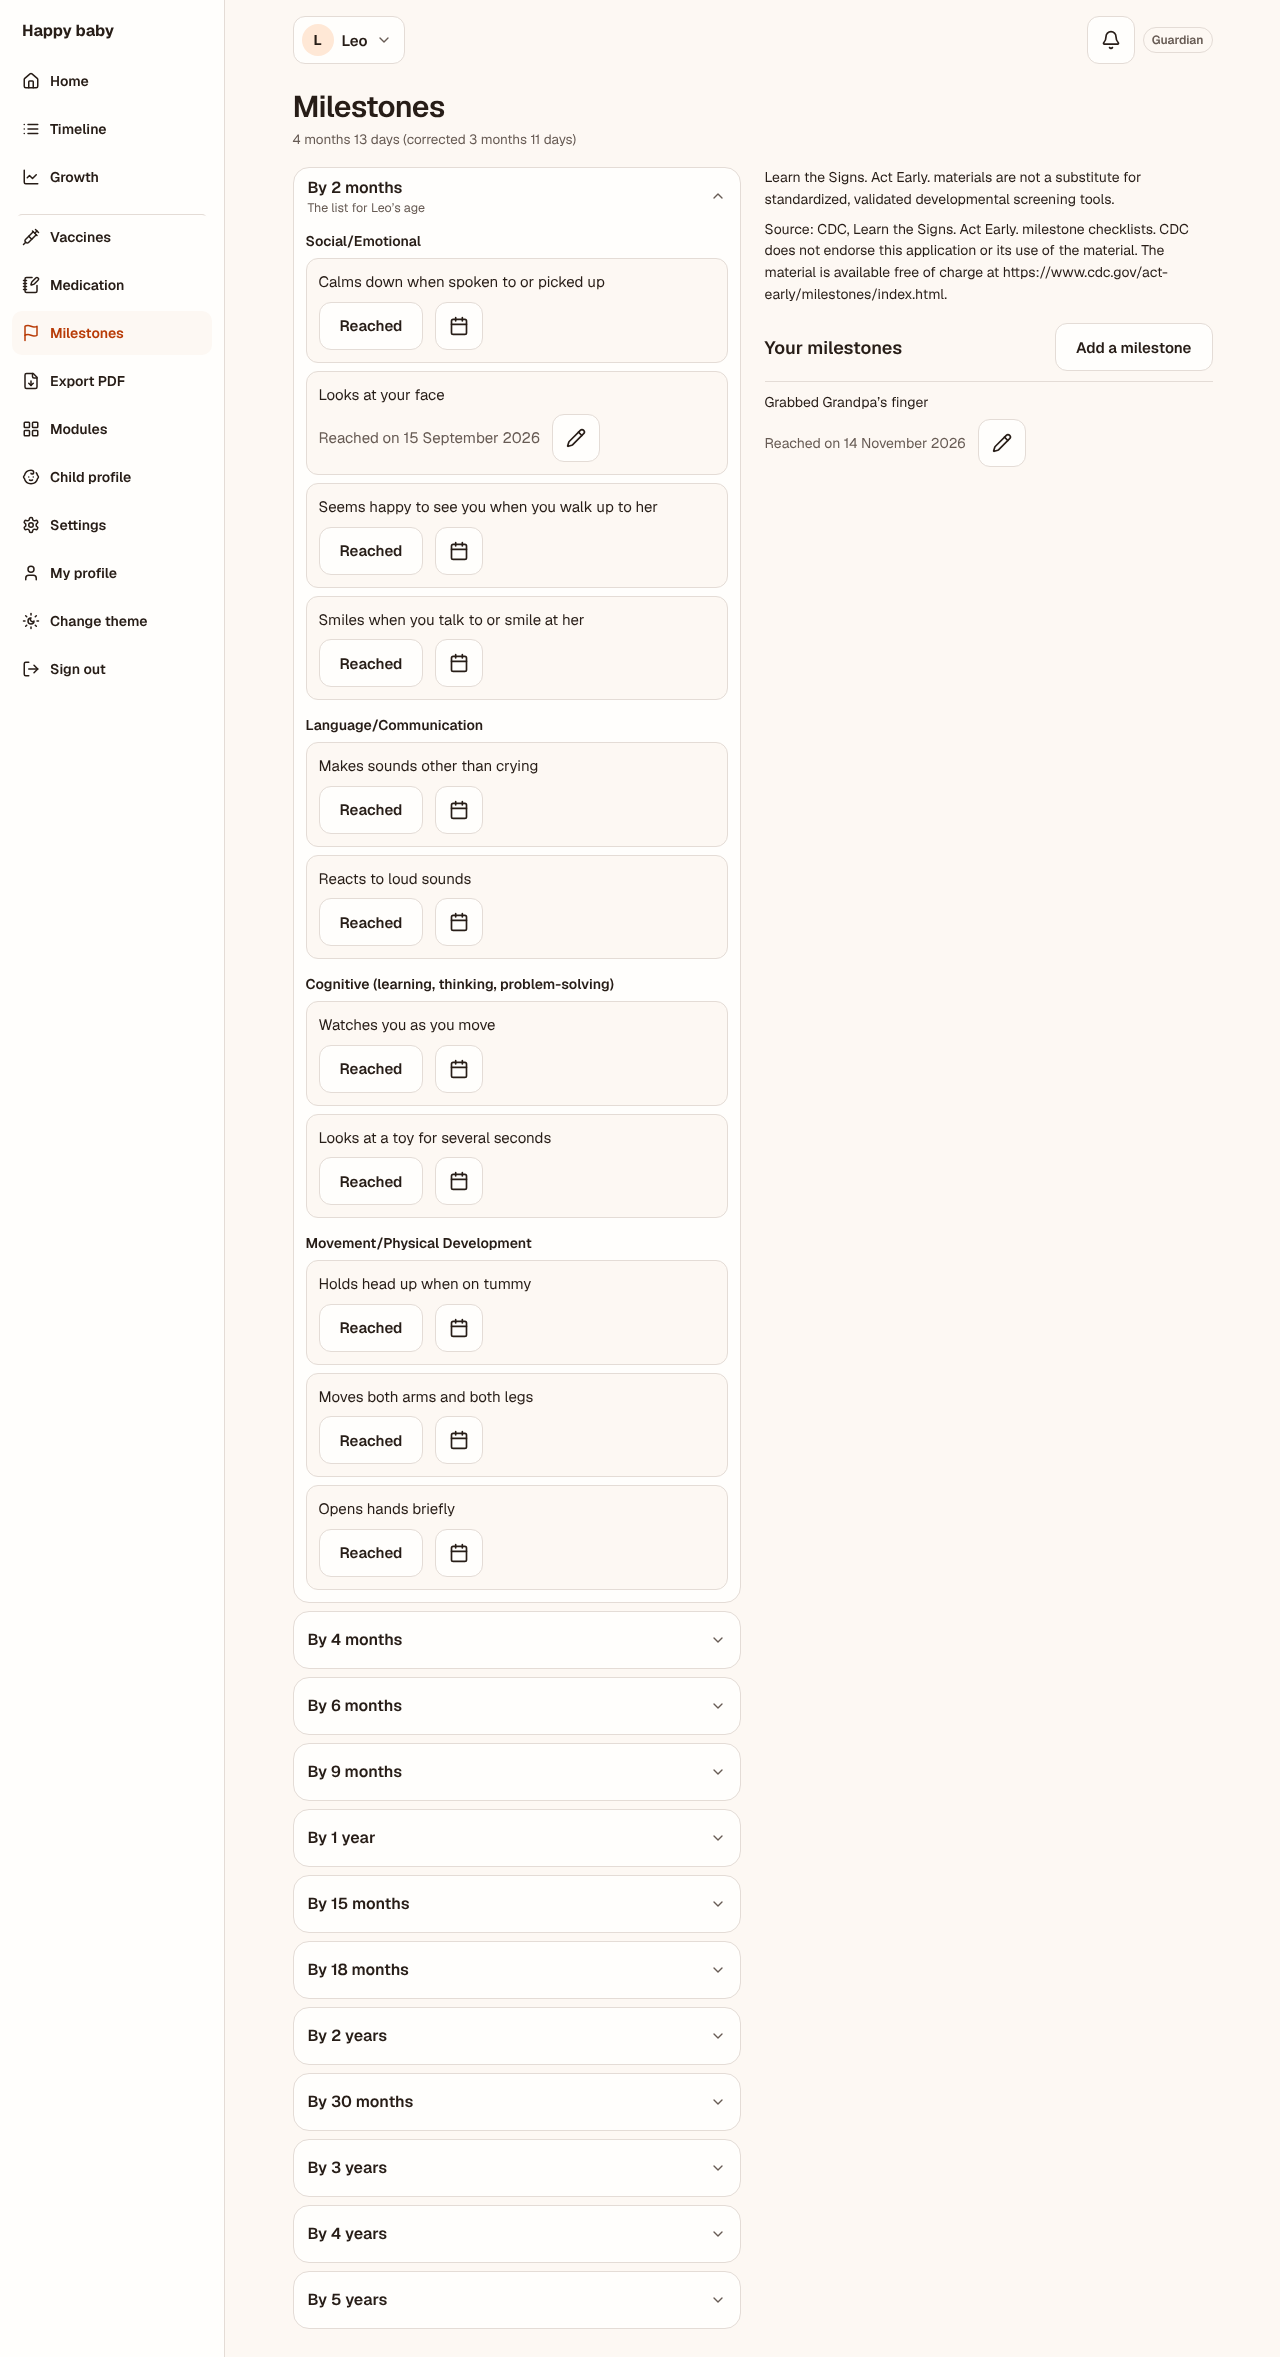 Happy baby
Home
Timeline
Growth
Vaccines
Medication
Milestones
Export PDF
Modules
Child profile
Settings
My profile
Change theme
Sign out
L Leo
Guardian
Milestones
4 months 13 days (corrected 3 months 11 days)
By 2 months
The list for Leo's age
Social/Emotional
Calms down when spoken to or picked up
Reached
Looks at your face
Reached on 15 September 2026
Seems happy to see you when you walk up to her
Reached
Smiles when you talk to or smile at her
Reached
Language/Communication
Makes sounds other than crying
Reached
Reacts to loud sounds
Reached
Cognitive (learning, thinking, problem-solving)
Watches you as you move
Reached
Looks at a toy for several seconds
Reached
Movement/Physical Development
Holds head up when on tummy
Reached
Moves both arms and both legs
Reached
Opens hands briefly
Reached
By 4 months
By 6 months
By 9 months
By 1 year
By 15 months
By 18 months
By 2 years
By 30 months
By 3 years
By 4 years
By 5 years
Learn the Signs. Act Early. materials are not a substitute for
standardized, validated developmental screening tools.
Source: CDC, Learn the Signs. Act Early. milestone checklists. CDC
does not endorse this application or its use of the material. The
material is available free of charge at https://www.cdc.gov/act-
early/milestones/index.html.
Your milestones
Add a milestone
Grabbed Grandpa's finger
Reached on 14 November 2026